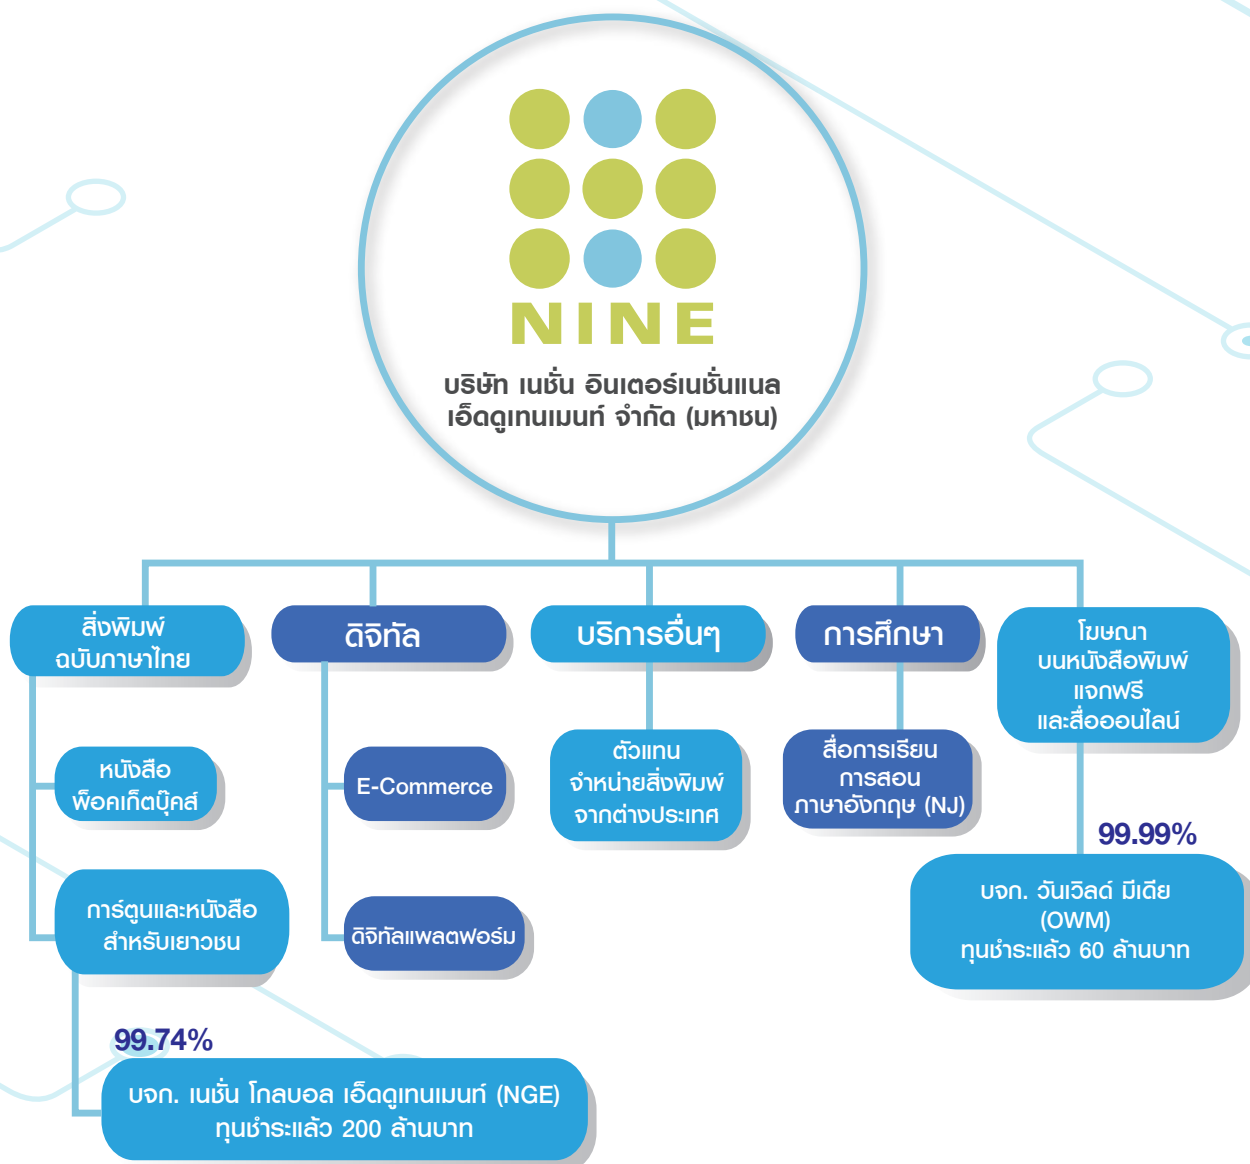 NINE
บริษัท เนชั่น อินเตอร์เนชั่นแนล
เอ็ดดูเทนเมนท์ จำกัด (มหาชน)
สิ่งพิมพ์
ฉบับภาษาไทย
ดิจิทัล
บริการอื่นๆ
การศึกษา
โฆษณา
บนหนังสือพิมพ์
แจกฟรี
และสื่อออนไลน์
หนังสือ
พ็อคเก็ตบุ๊คส์
E-Commerce
ตัวแทน
จำหน่ายสิ่งพิมพ์
จากต่างประเทศ
สื่อการเรียน
การสอน
ภาษาอังกฤษ (NJ)
99.99%
การ์ตูนและหนังสือ
สำหรับเยาวชน
ดิจิทัลแพลตฟอร์ม
บจก. วันเวิลด์ มีเดีย
(OWM)
ทุนชำระแล้ว 60 ล้านบาท
99.74%
บจก. เนชั่น โกลบอล เอ็ดดูเทนเมนท์ (NGE)
ทุนชำระแล้ว 200 ล้านบาท